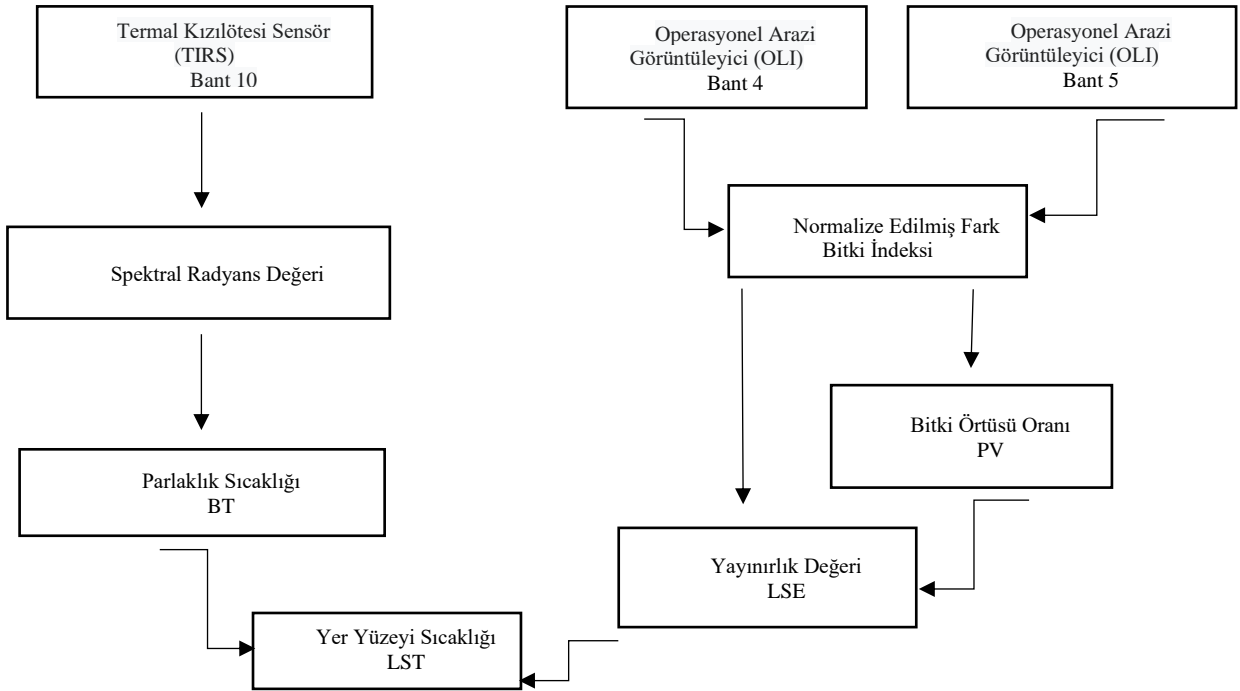 Termal Kızılötesi Sensör
(TIRS)
Bant 10
Operasyonel Arazi
Görüntüleyici (OLI)
Bant 4
Operasyonel Arazi
Görüntüleyici (OLI)
Bant 5
Normalize Edilmiş Fark
Bitki İndeksi
Spektral Radyans Değeri
Bitki Örtüsü Oranı
PV
Parlaklık Sıcaklığı
BT
Yayınırlık Değeri
LSE
Yer Yüzeyi Sıcaklığı
LST